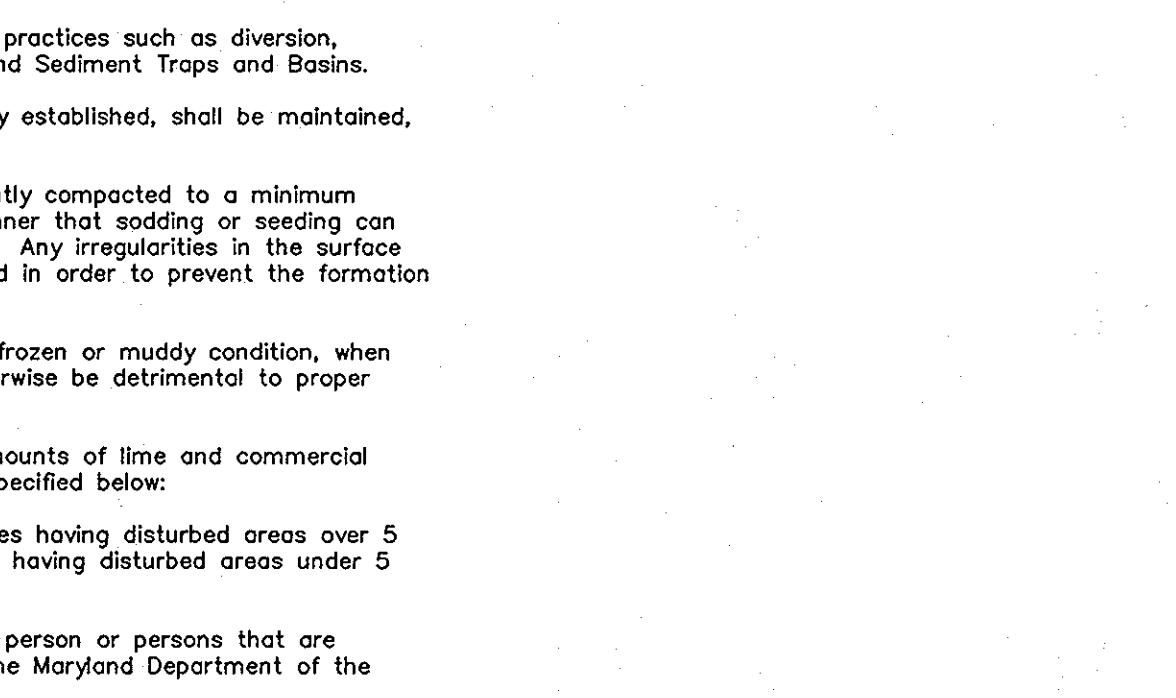 practices such as diversion,
nd Sediment Traps and Basins.
y established, shall be maintained,
tly compacted to a minimum
nner that sodding or seeding can
Any irregularities in the surface
d in order to prevent the formation
frozen or muddy condition, when
rwise be detrimental to proper
nounts of lime and commercial
pecified below:
es having disturbed areas over 5
having disturbed areas under 5
person or persons that are
ne Maryland Department of the